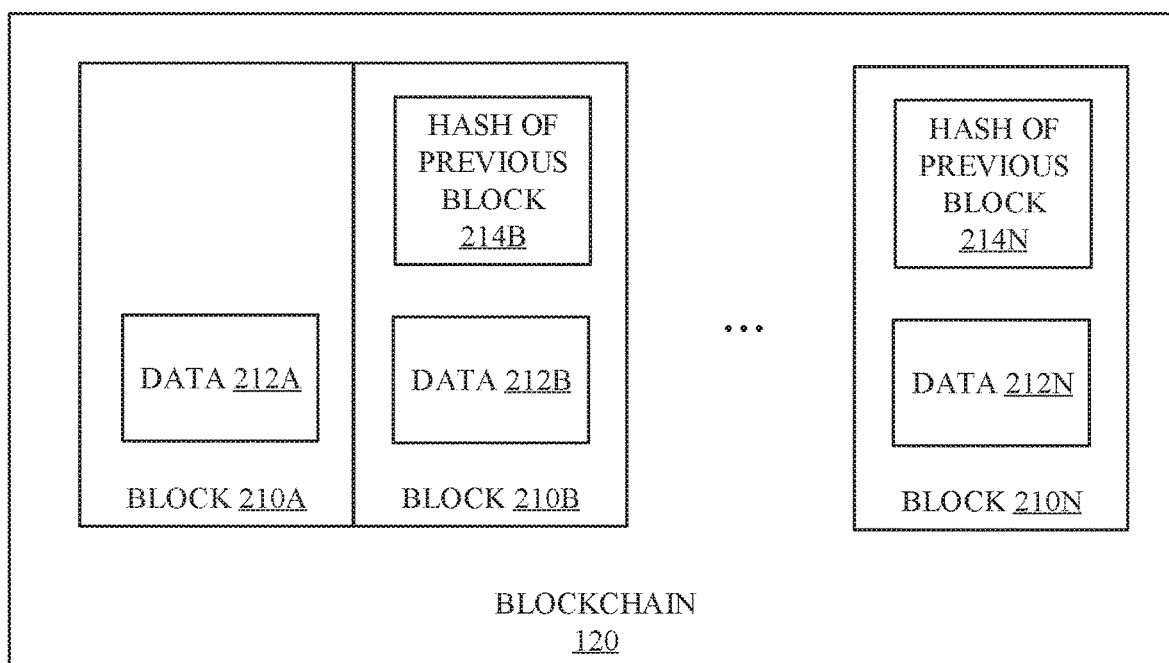 HASH OF
PREVIOUS
BLOCK
214B
DATA 212A
DATA 212B
BLOCK 210A
BLOCK 210B
...
HASH OF
PREVIOUS
BLOCK
214N
DATA 212N
BLOCK 210N
BLOCKCHAIN
120